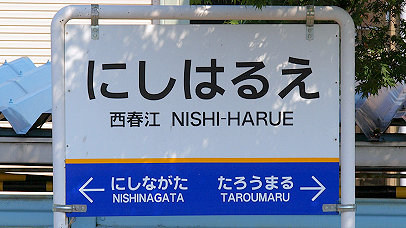 にしはるえ
西春江 NISHI-HARUE
← にしながた たろうまる →
NISHINAGATA TAROUMARU